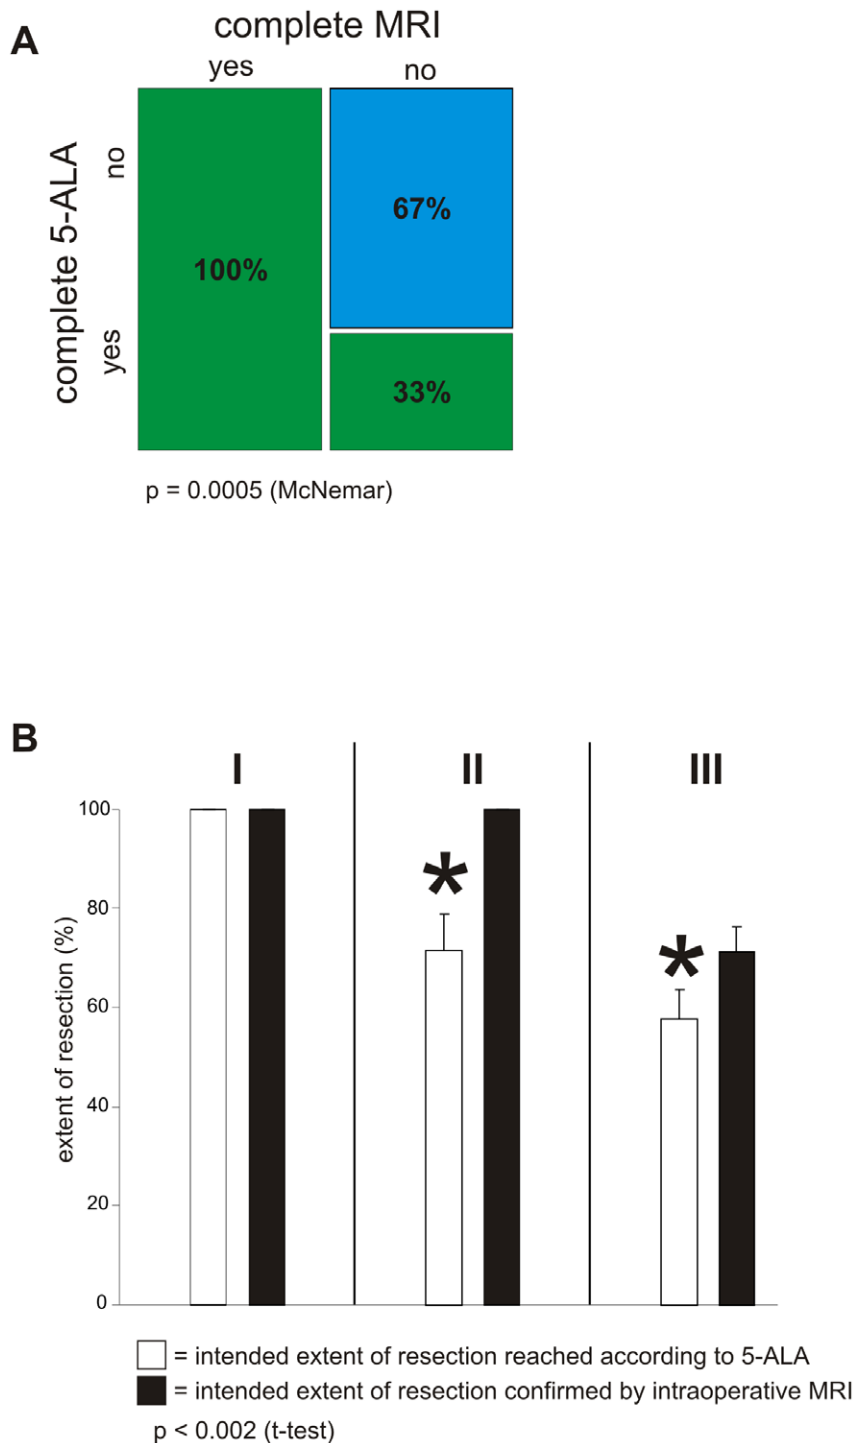 A
complete MRI
yes no
complete 5-ALA
no
yes
67%
100%
33%
p = 0.0005 (McNemar)
B
I II III
extent of resection (%)
100
80
60
40
20
0
*
*
= intended extent of resection reached according to 5-ALA
= intended extent of resection confirmed by intraoperative MRI
p < 0.002 (t-test)